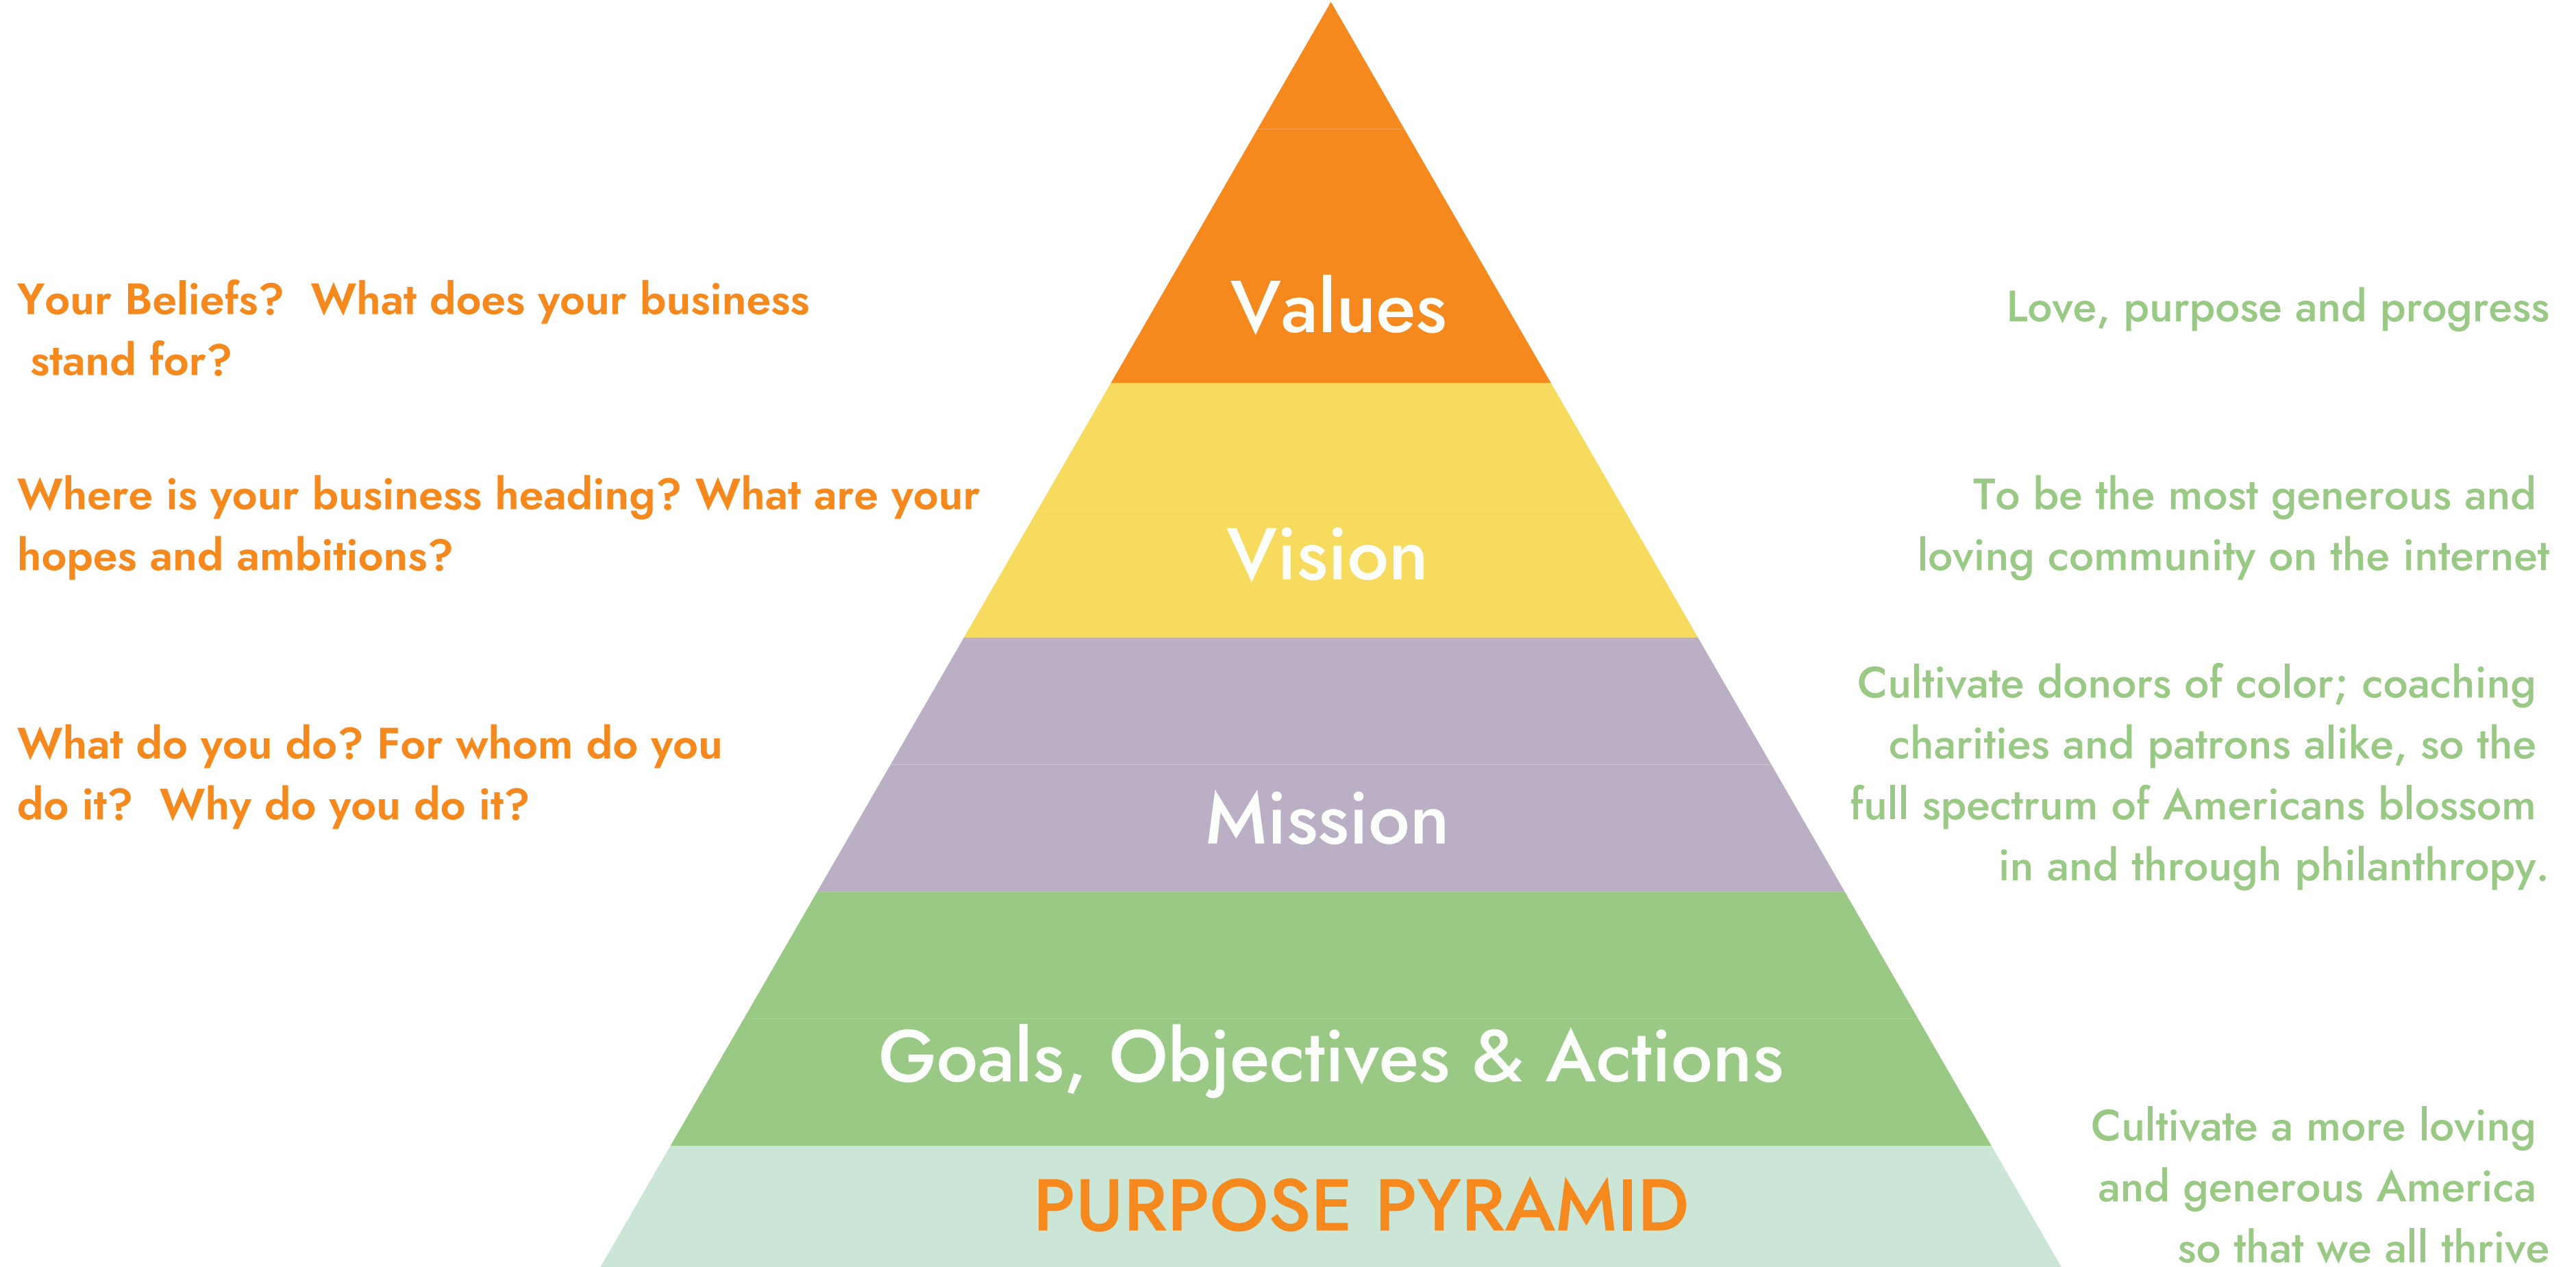 Your Beliefs?  What does your business
stand for?
Values
Love, purpose and progress
Where is your business heading? What are your
hopes and ambitions?
Vision
To be the most generous and
loving community on the internet
What do you do? For whom do you
do it?  Why do you do it?
Mission
Cultivate donors of color; coaching
charities and patrons alike, so the
full spectrum of Americans blossom
in and through philanthropy.
Goals, Objectives & Actions
PURPOSE PYRAMID
Cultivate a more loving
and generous America
so that we all thrive